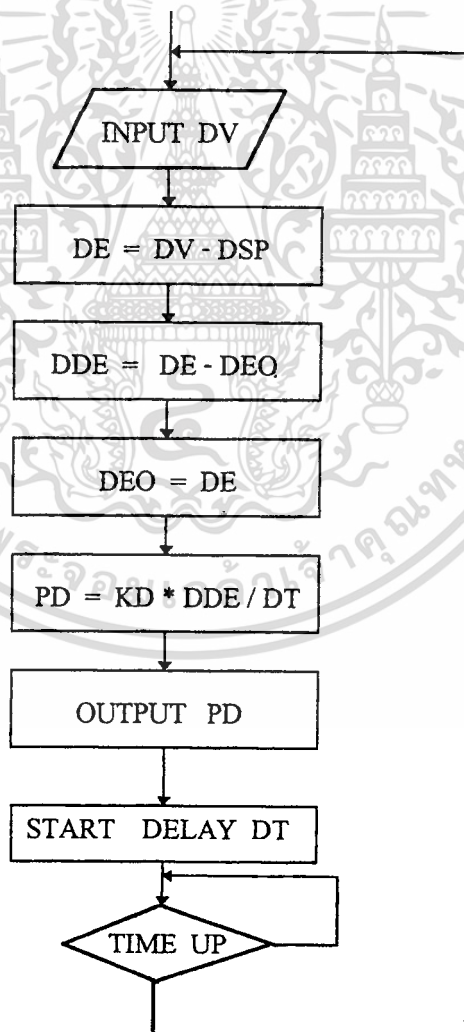 INPUT DV
DE = DV - DSP
DDE = DE - DEO
DEO = DE
PD = KD * DDE / DT
OUTPUT PD
START DELAY DT
TIME UP